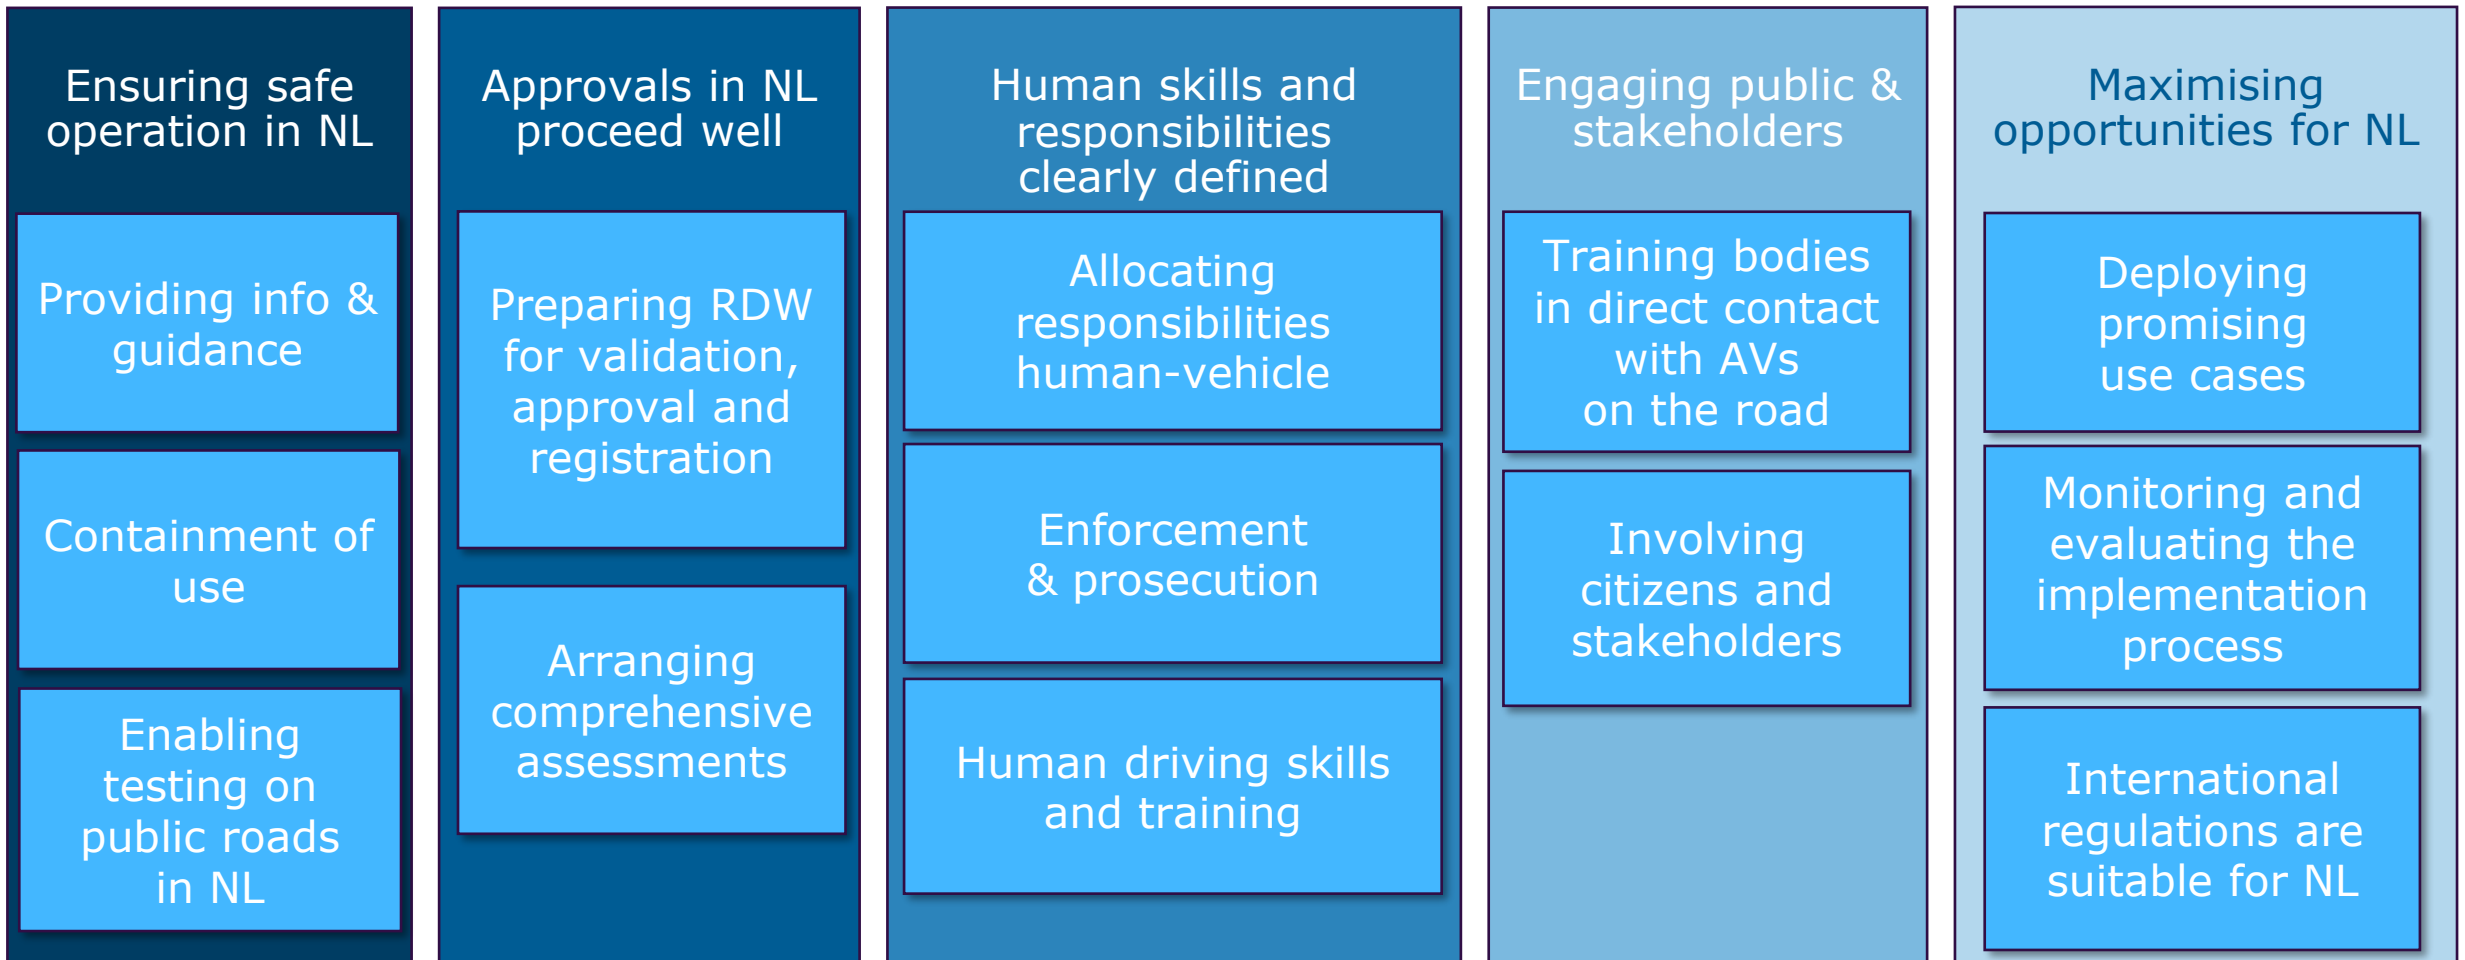 Ensuring safe
operation in NL
Providing info &
guidance
Containment of
use
Enabling
testing on
public roads
in NL
Approvals in NL
proceed well
Preparing RDW
for validation,
approval and
registration
Arranging
comprehensive
assessments
Human skills and
responsibilities
clearly defined
Allocating
responsibilities
human-vehicle
Enforcement
& prosecution
Human driving skills
and training
Engaging public &
stakeholders
Training bodies
in direct contact
with AVs
on the road
Involving
citizens and
stakeholders
Maximising
opportunities for NL
Deploying
promising
use cases
Monitoring and
evaluating the
implementation
process
International
regulations are
suitable for NL